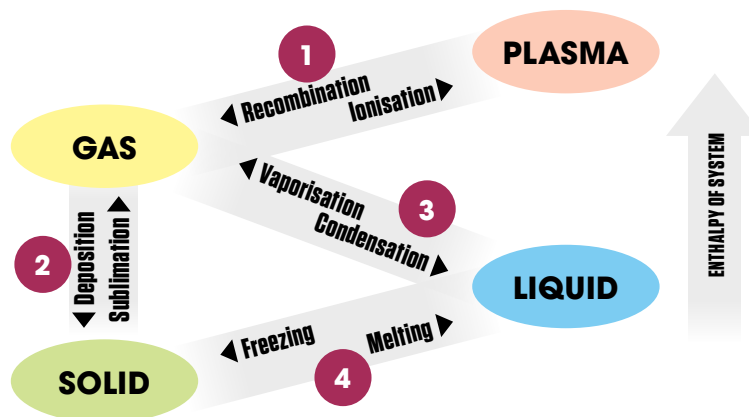 1
PLASMA
Recombination
Ionisation
GAS
Vaporisation
Condensation
3
2
Deposition
Sublimation
ENTHALPY OF SYSTEM
LIQUID
Freezing
Melting
4
SOLID